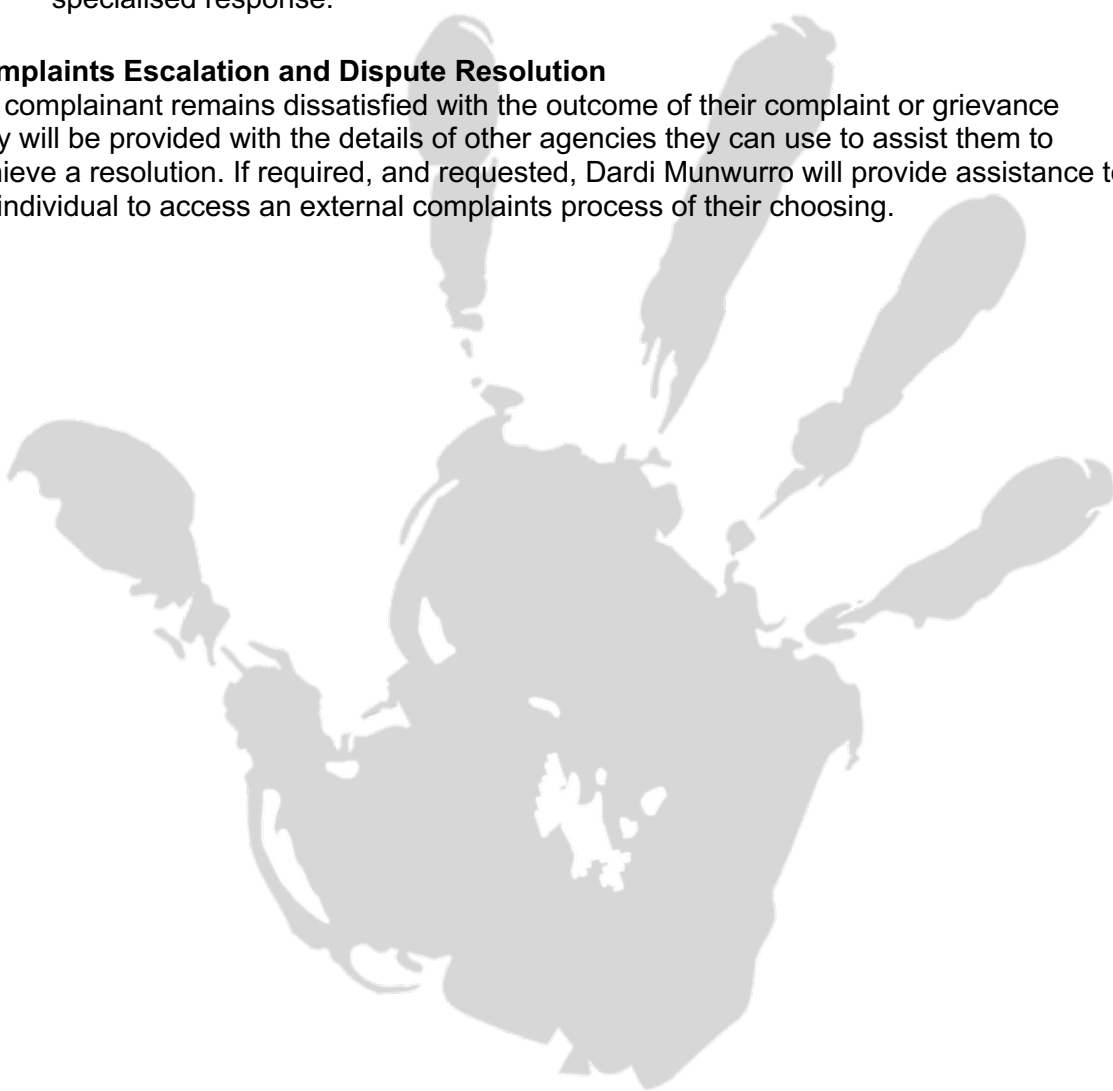 specialised response.
mplaints Escalation and Dispute Resolution
complainant remains dissatisfied with the outcome of their complaint or grievance
y will be provided with the details of other agencies they can use to assist them to
ieve a resolution. If required, and requested, Dardi Munwurro will provide assistance to
individual to access an external complaints process of their choosing.